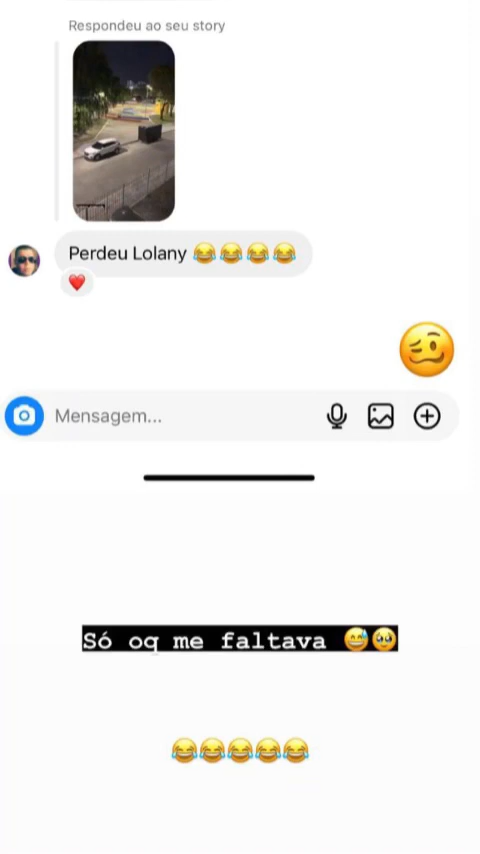 Respondeu ao seu story
Perdeu Lolany 😂😂😂😂
❤️
🥴
Mensagem...
Só oq me faltava 😅🥹
😂😂😂😂😂